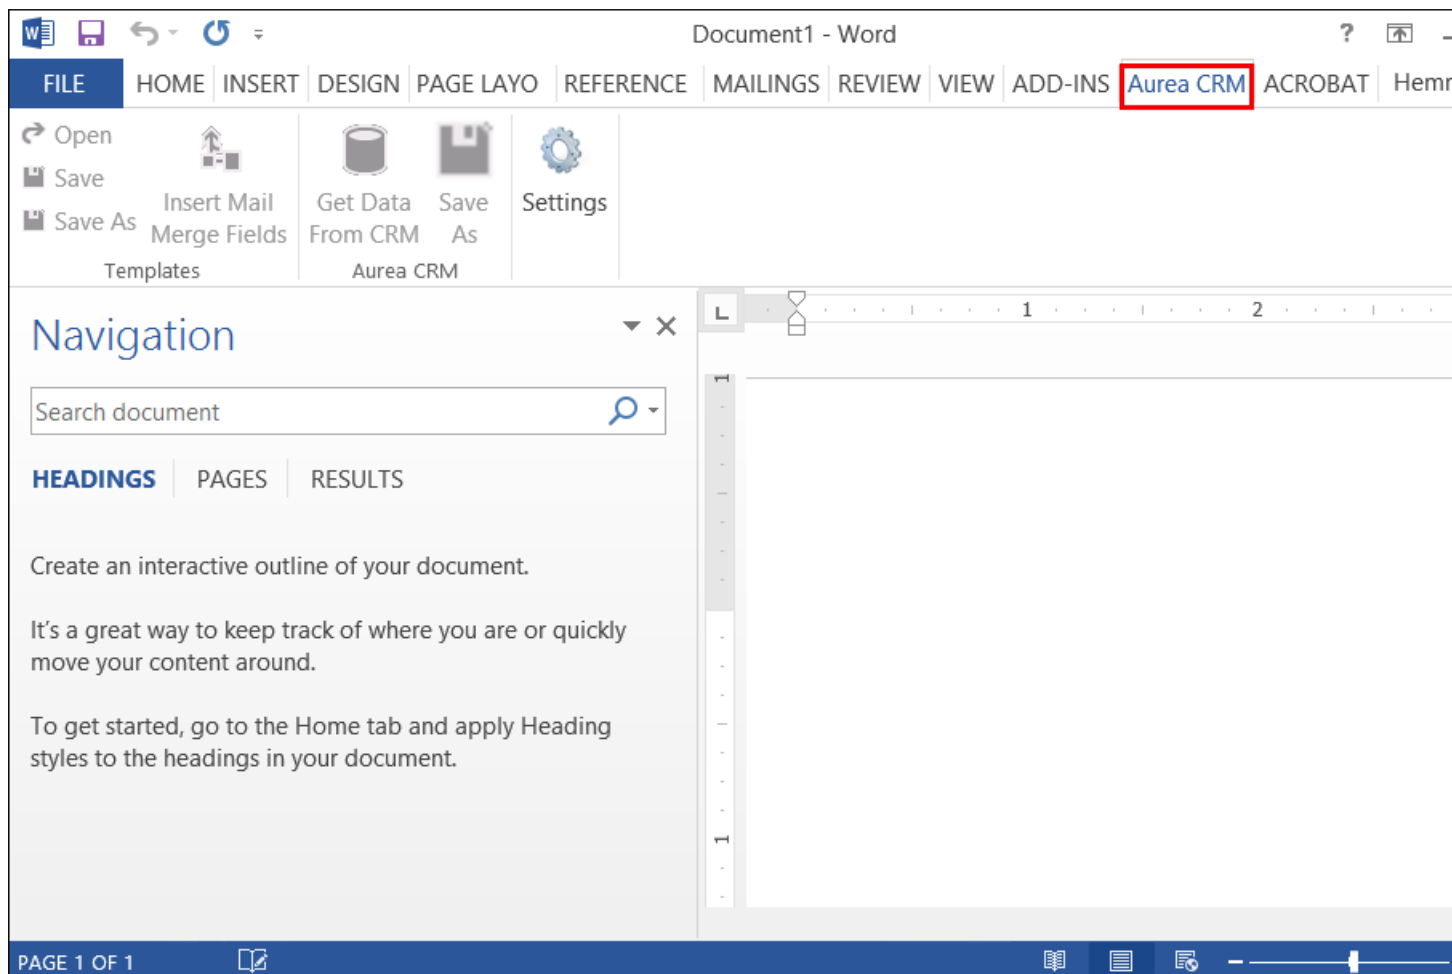 Document1 - Word
FILE HOME INSERT DESIGN PAGE LAYO REFERENCE MAILINGS REVIEW VIEW ADD-INS Aurea CRM ACROBAT Hemr
Open
Save
Save As
Insert Mail
Merge Fields
Templates
Get Data
From CRM
Save
As
Aurea CRM
Settings
Navigation
Search document
HEADINGS PAGES RESULTS
Create an interactive outline of your document.
It's a great way to keep track of where you are or quickly
move your content around.
To get started, go to the Home tab and apply Heading
styles to the headings in your document.
L
1 2
1
1
PAGE 1 OF 1